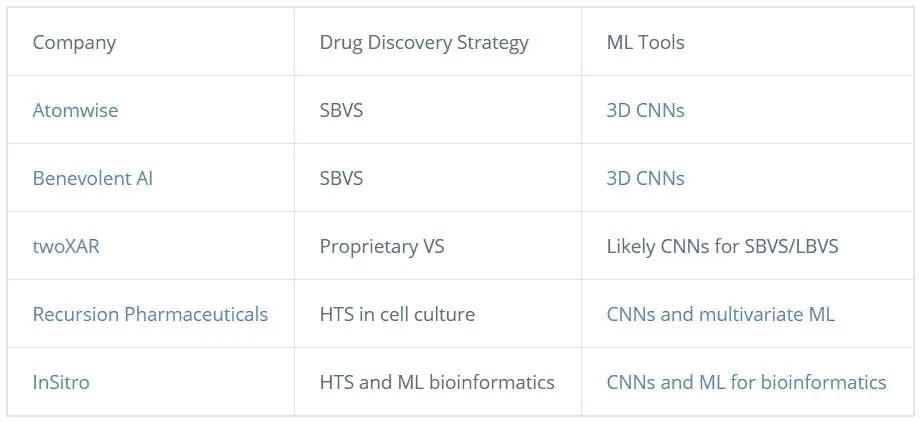 Company Drug Discovery Strategy ML Tools
Atomwise SBVS 3D CNNs
Benevolent AI SBVS 3D CNNs
twoXAR Proprietary VS Likely CNNs for SBVS/LBVS
Recursion Pharmaceuticals HTS in cell culture CNNs and multivariate ML
InSitro HTS and ML bioinformatics CNNs and ML for bioinformatics